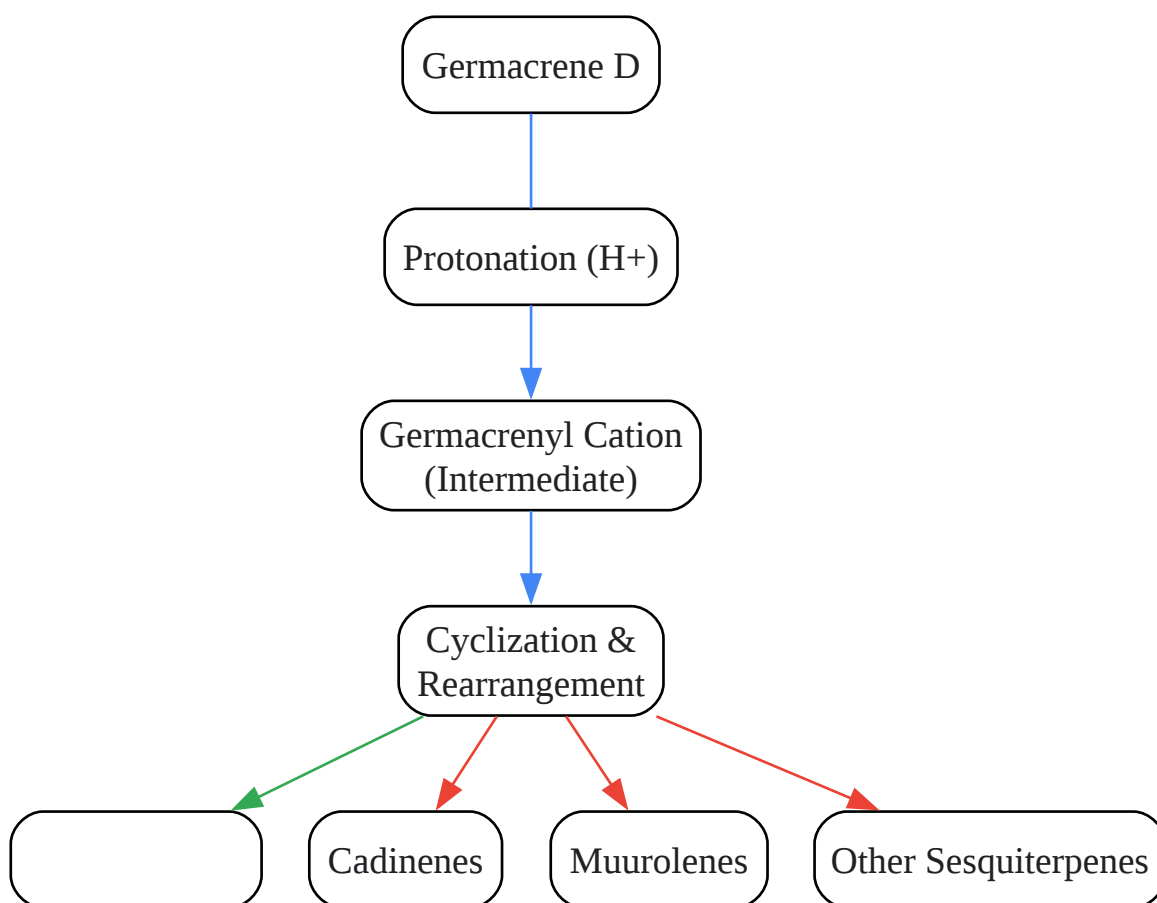 Germacrene D
Protonation (H+)
Germacrenyl Cation
(Intermediate)
Cyclization &
Rearrangement
Cadinenes
Muurolenes
Other Sesquiterpenes